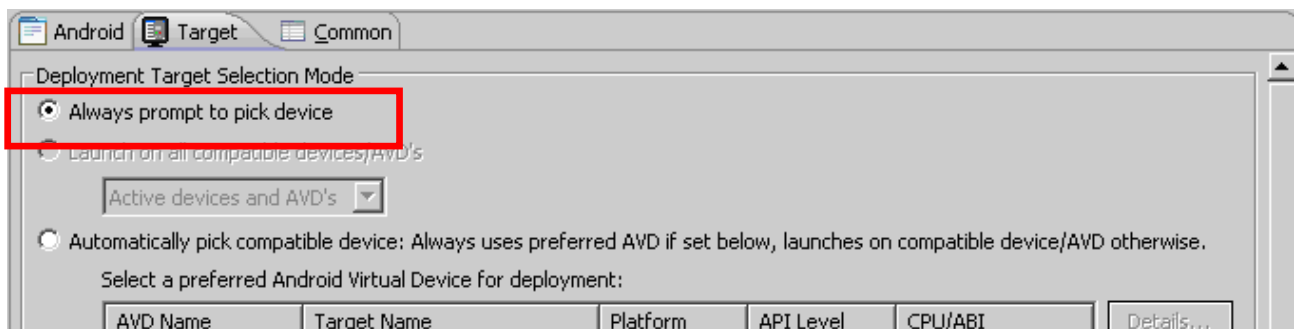 Android Target Common
Deployment Target Selection Mode
Always prompt to pick device
Launch on all compatible devices/AVD's
Active devices and AVD's
Automatically pick compatible device: Always uses preferred AVD if set below, launches on compatible device/AVD otherwise.
Select a preferred Android Virtual Device for deployment:
AVD Name Target Name Platform API Level CPU/ABI Details...